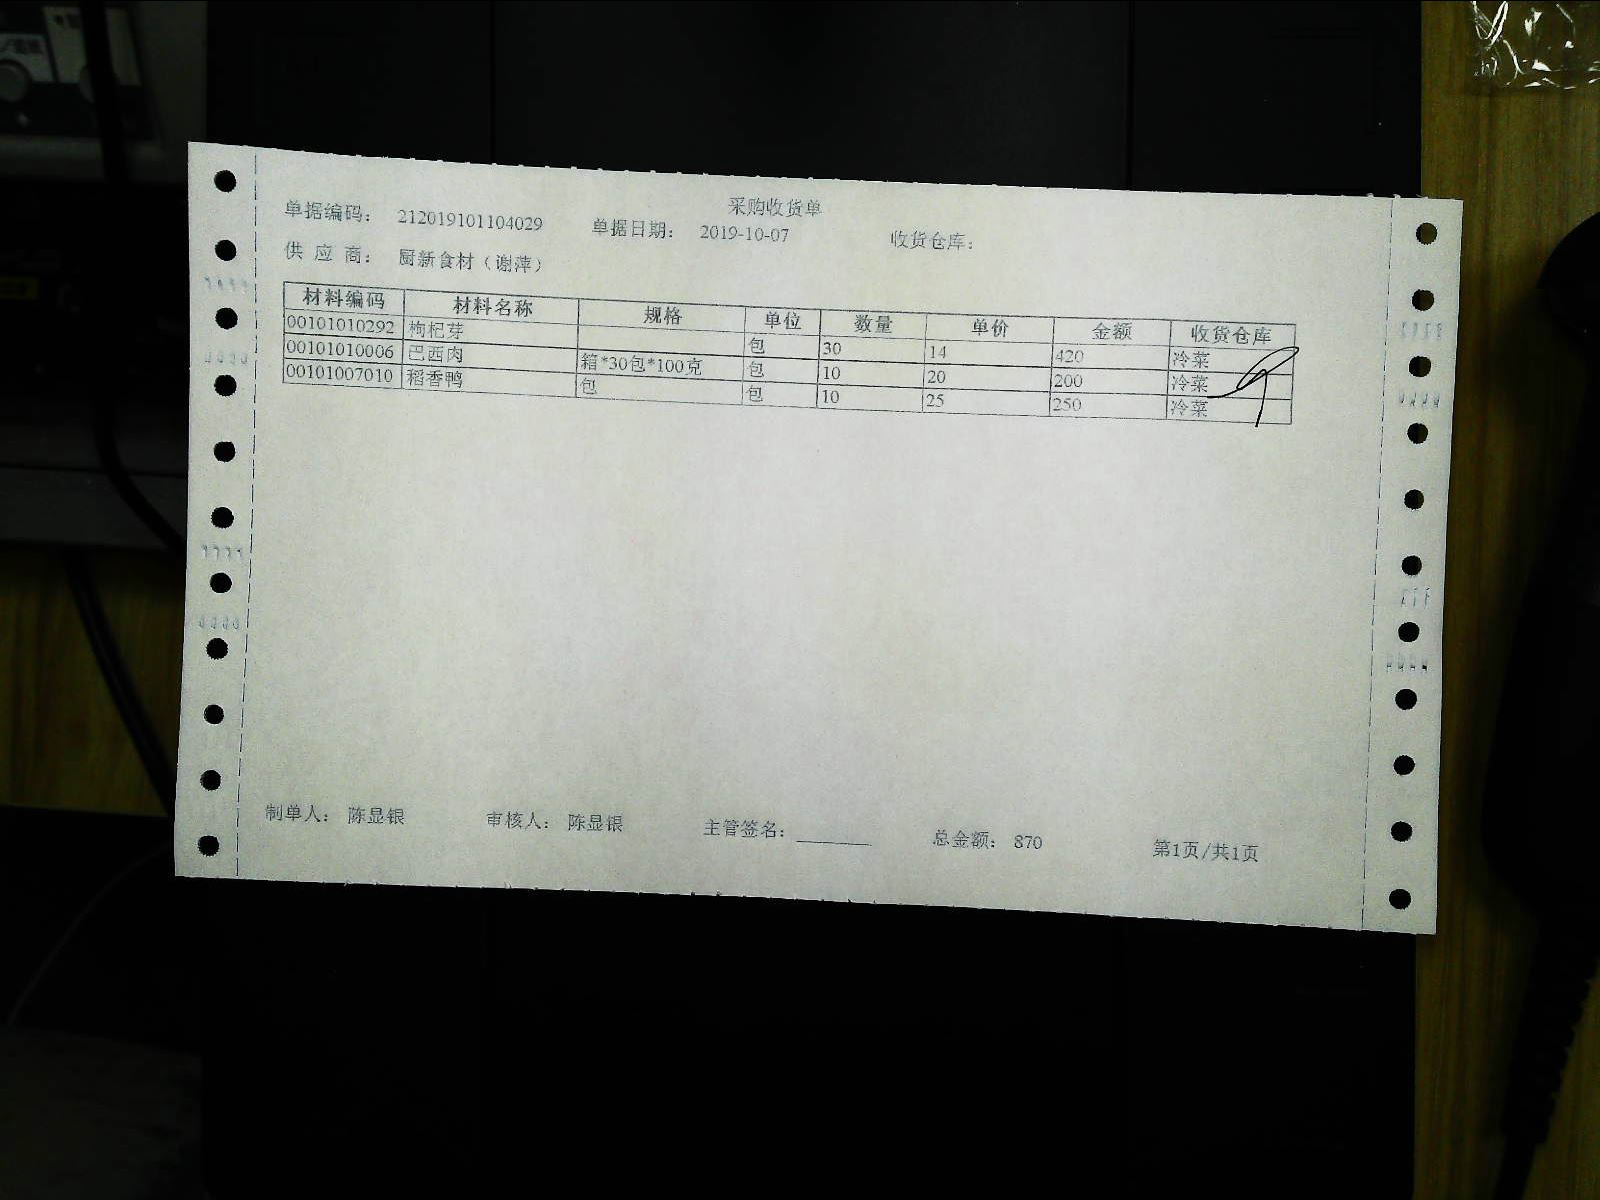 采购收货单
单据编码： 212019101104029 单据日期： 2019-10-07 收货仓库：
供 应 商： 厨新食材（谢萍）
材料编码 材料名称 规格 单位 数量 单价 金额 收货仓库
00101010292 枸杞芽 包 30 14 420 冷菜
00101010006 巴西肉 箱*30包*100克 包 10 20 200 冷菜
00101007010 稻香鸭 包 包 10 25 250 冷菜
制单人： 陈显银 审核人： 陈显银 主管签名：________ 总金额： 870 第1页/共1页